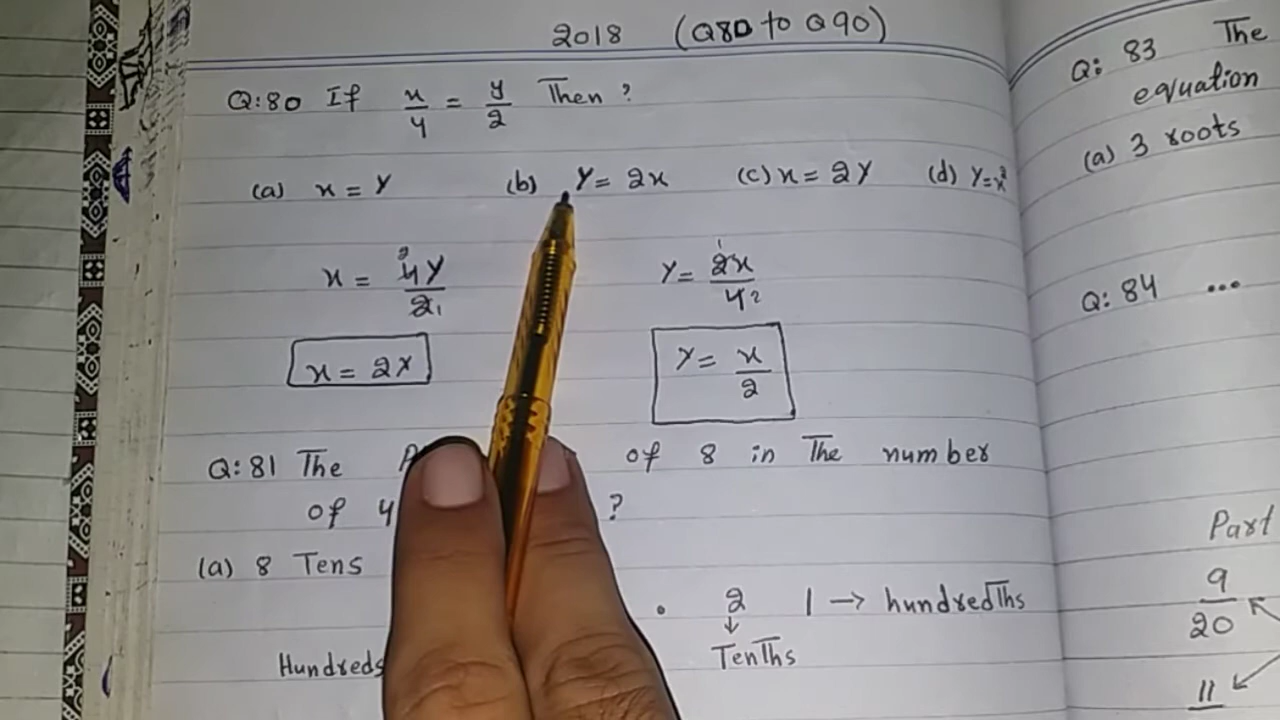 2018 (Q80 to Q90)
Q:80 If x/4 = y/2 Then ?
(a) x = y (b) y = 2x (c) x = 2y (d) y = x²
x = 4y/2 y = 2x/4
x = 2x y = x/2
Q:81 The of 8 in The number
of 4 ?
(a) 8 Tens
. 2 1 → hundredths
↓
Hundreds Tenths
Q: 83 The
equation
(a) 3 roots
Q: 84 ...
Part
9/20
11